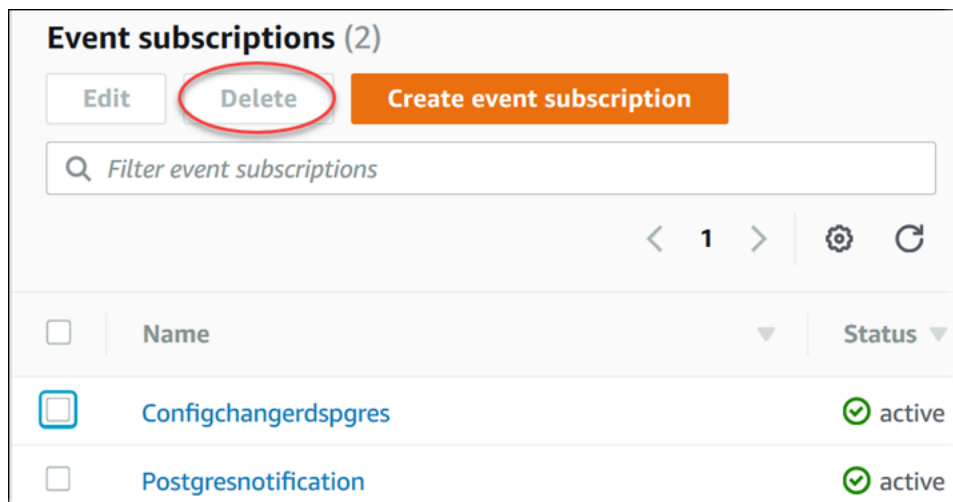 Event subscriptions (2)
Edit Delete Create event subscription
Filter event subscriptions
1
Name Status
Configchangerdspgres active
Postgresnotification active